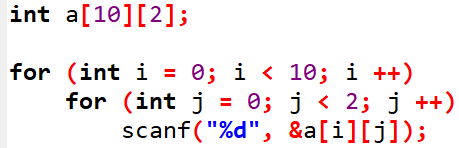 int a[10][2];
for (int i = 0; i < 10; i ++)
for (int j = 0; j < 2; j ++)
scanf("%d", &a[i][j]);